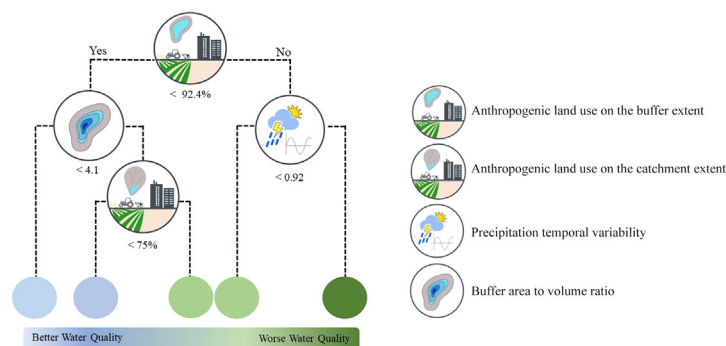 Yes
No
< 92.4%
< 4.1
< 0.92
< 75%
Better Water Quality
Worse Water Quality
Anthropogenic land use on the buffer extent
Anthropogenic land use on the catchment extent
Precipitation temporal variability
Buffer area to volume ratio